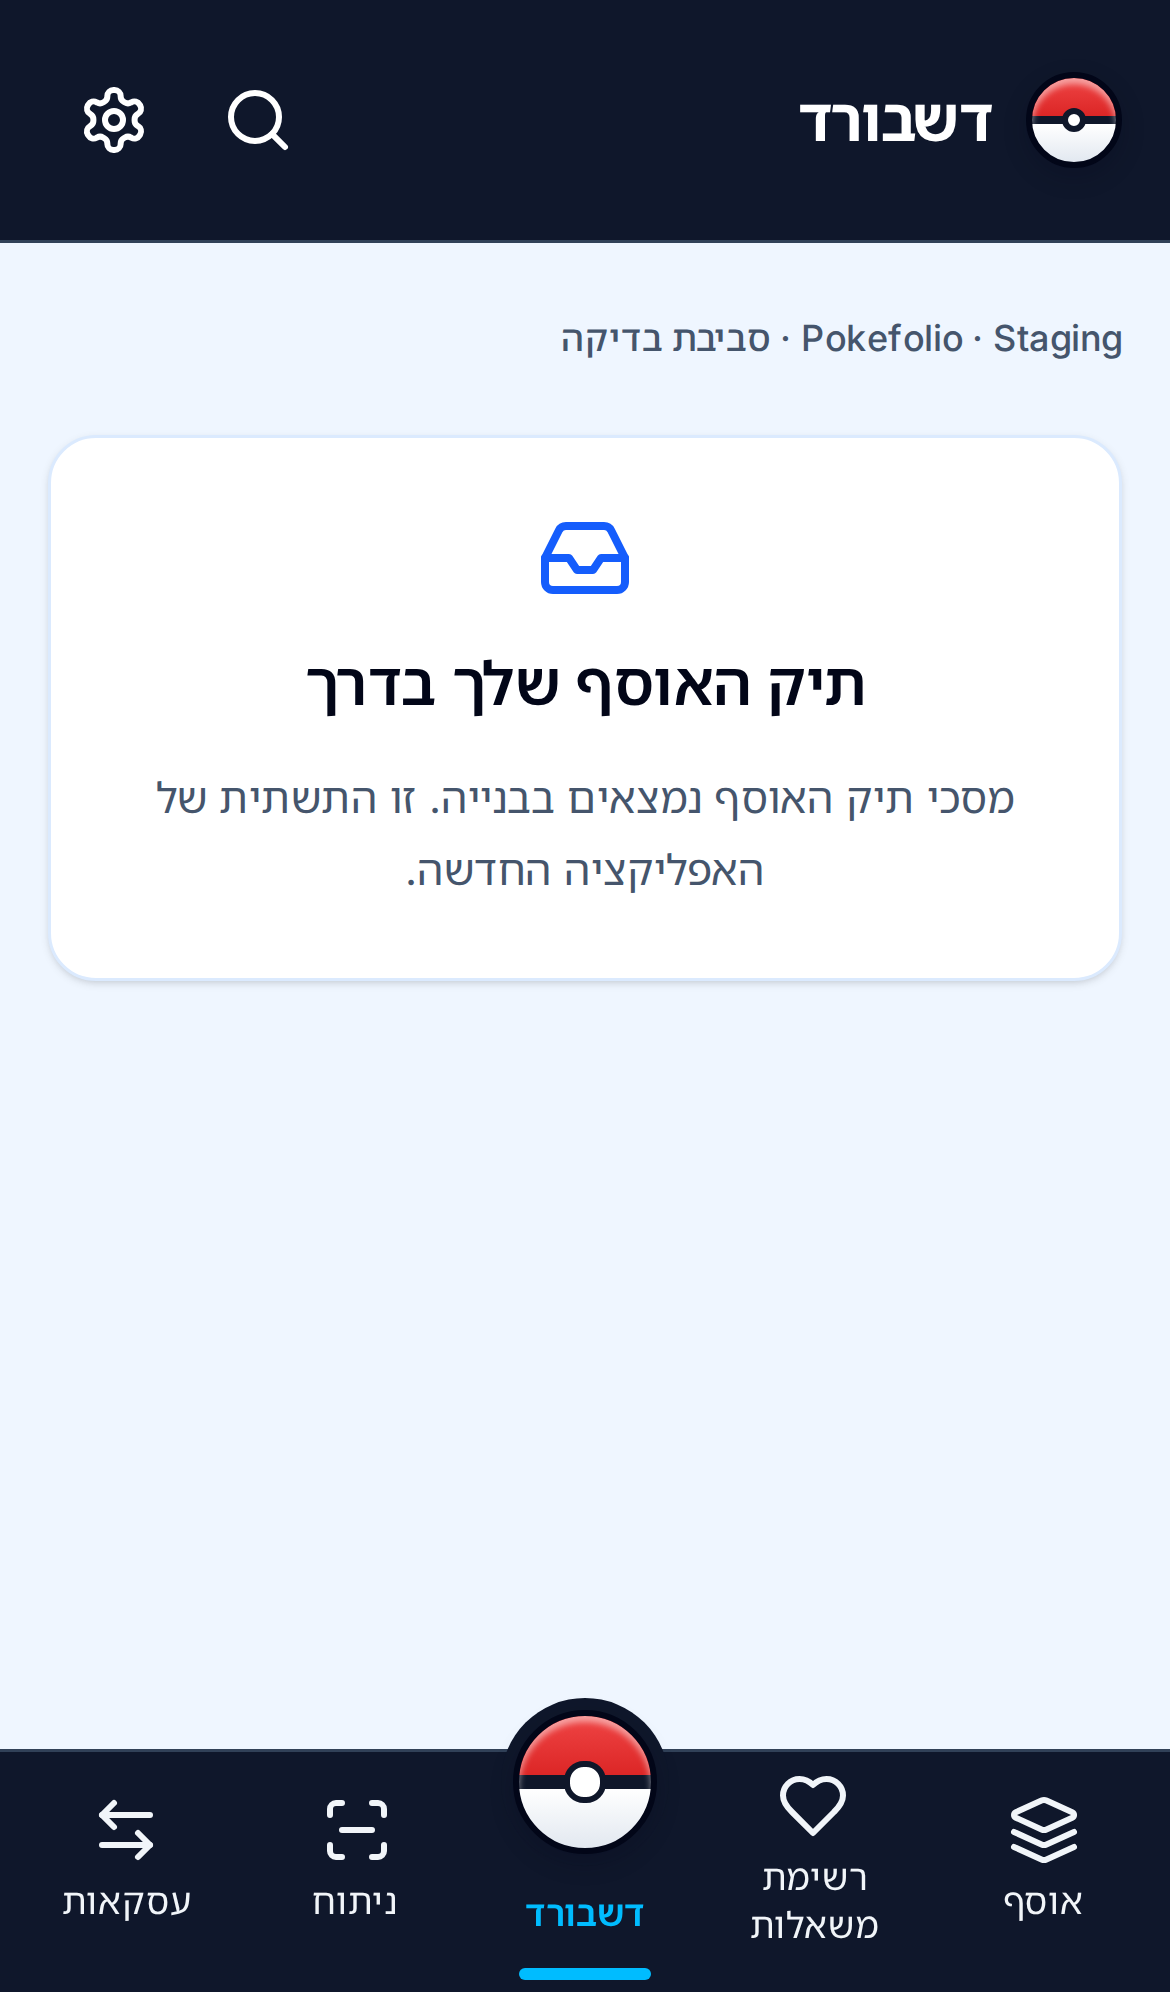 דשבורד
Pokefolio · Staging · סביבת בדיקה
תיק האוסף שלך בדרך
מסכי תיק האוסף נמצאים בבנייה. זו התשתית של
האפליקציה החדשה.
אוסף
רשימת
משאלות
דשבורד
ניתוח
עסקאות